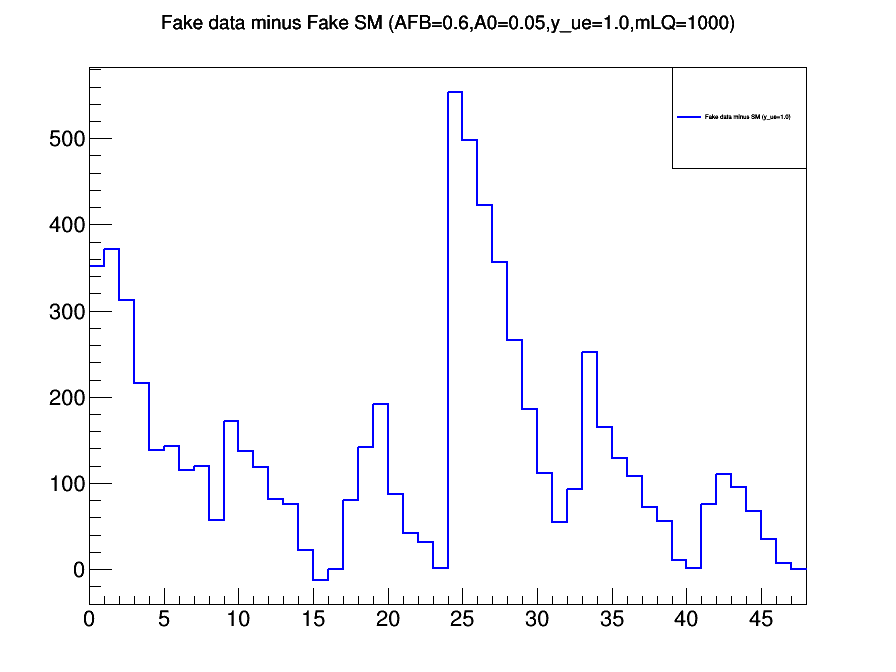 Fake data minus Fake SM (AFB=0.6,A0=0.05,y_ue=1.0,mLQ=1000)
Fake data minus SM (y_ue=1.0)
500
400
300
200
100
0
0 5 10 15 20 25 30 35 40 45